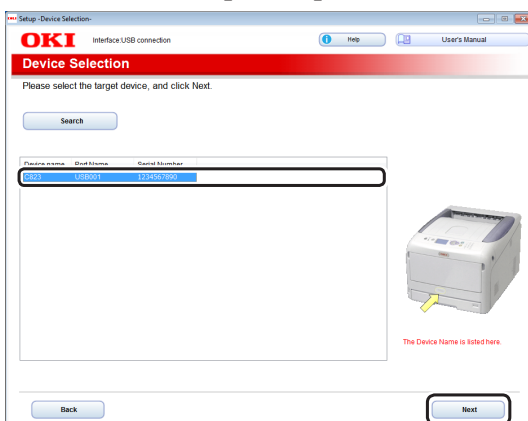 OKI Setup -Device Selection-
OKI Interface:USB connection Help User's Manual
Device Selection
Please select the target device, and click Next.
Search
Device name Port Name Serial Number
C823 USB001 1234567890
The Device Name is listed here.
Back Next